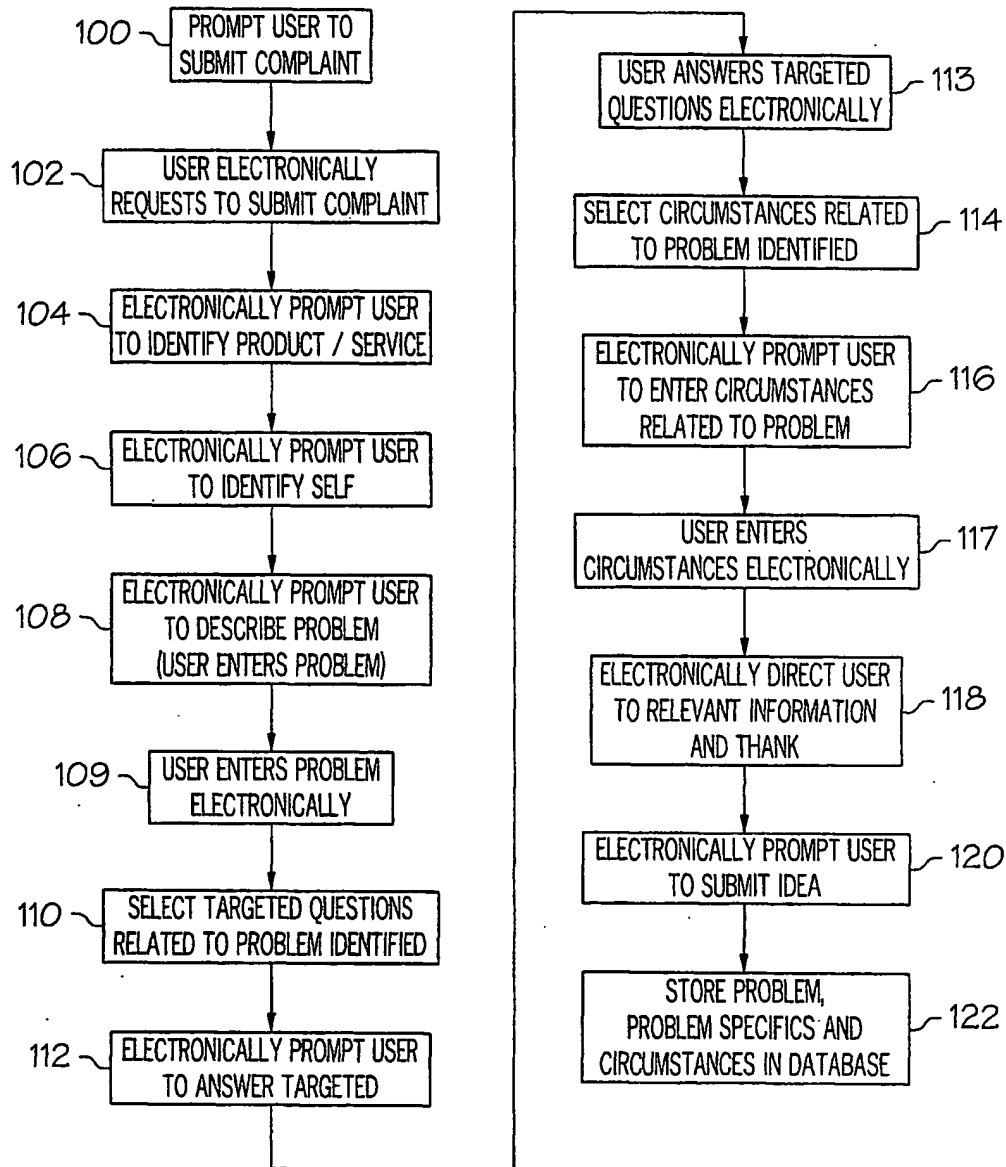 100
PROMPT USER TO
SUBMIT COMPLAINT
102
USER ELECTRONICALLY
REQUESTS TO SUBMIT COMPLAINT
104
ELECTRONICALLY PROMPT USER
TO IDENTIFY PRODUCT / SERVICE
106
ELECTRONICALLY PROMPT USER
TO IDENTIFY SELF
108
ELECTRONICALLY PROMPT USER
TO DESCRIBE PROBLEM
(USER ENTERS PROBLEM)
109
USER ENTERS PROBLEM
ELECTRONICALLY
110
SELECT TARGETED QUESTIONS
RELATED TO PROBLEM IDENTIFIED
112
ELECTRONICALLY PROMPT USER
TO ANSWER TARGETED
USER ANSWERS TARGETED
QUESTIONS ELECTRONICALLY
113
SELECT CIRCUMSTANCES RELATED
TO PROBLEM IDENTIFIED
114
ELECTRONICALLY PROMPT USER
TO ENTER CIRCUMSTANCES
RELATED TO PROBLEM
116
USER ENTERS
CIRCUMSTANCES ELECTRONICALLY
117
ELECTRONICALLY DIRECT USER
TO RELEVANT INFORMATION
AND THANK
118
ELECTRONICALLY PROMPT USER
TO SUBMIT IDEA
120
STORE PROBLEM,
PROBLEM SPECIFICS AND
CIRCUMSTANCES IN DATABASE
122